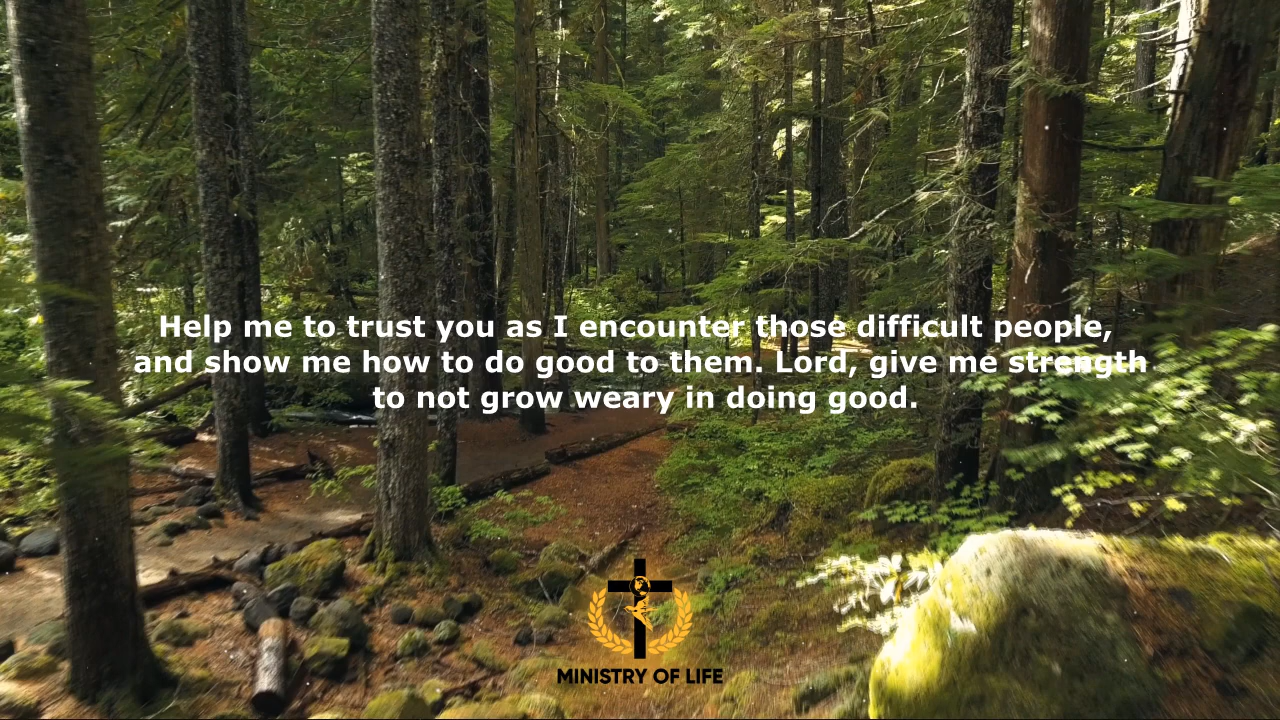 Help me to trust you as I encounter those difficult people,
and show me how to do good to them. Lord, give me strength
to not grow weary in doing good.
MINISTRY OF LIFE